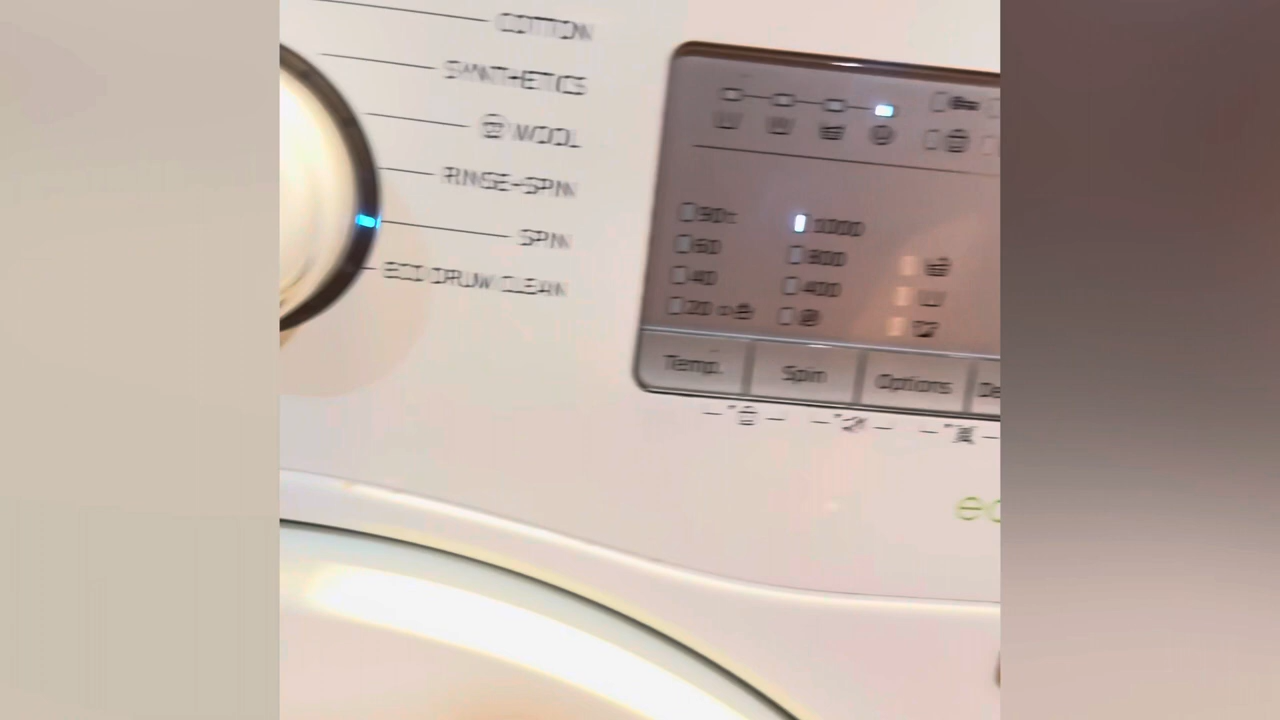 COTTON
SYNTHETICS
WOOL
RINSE+SPIN
SPIN
ECO DRUM CLEAN
90℃
60
40
20
1000
800
400
Temp.
Spin
Options